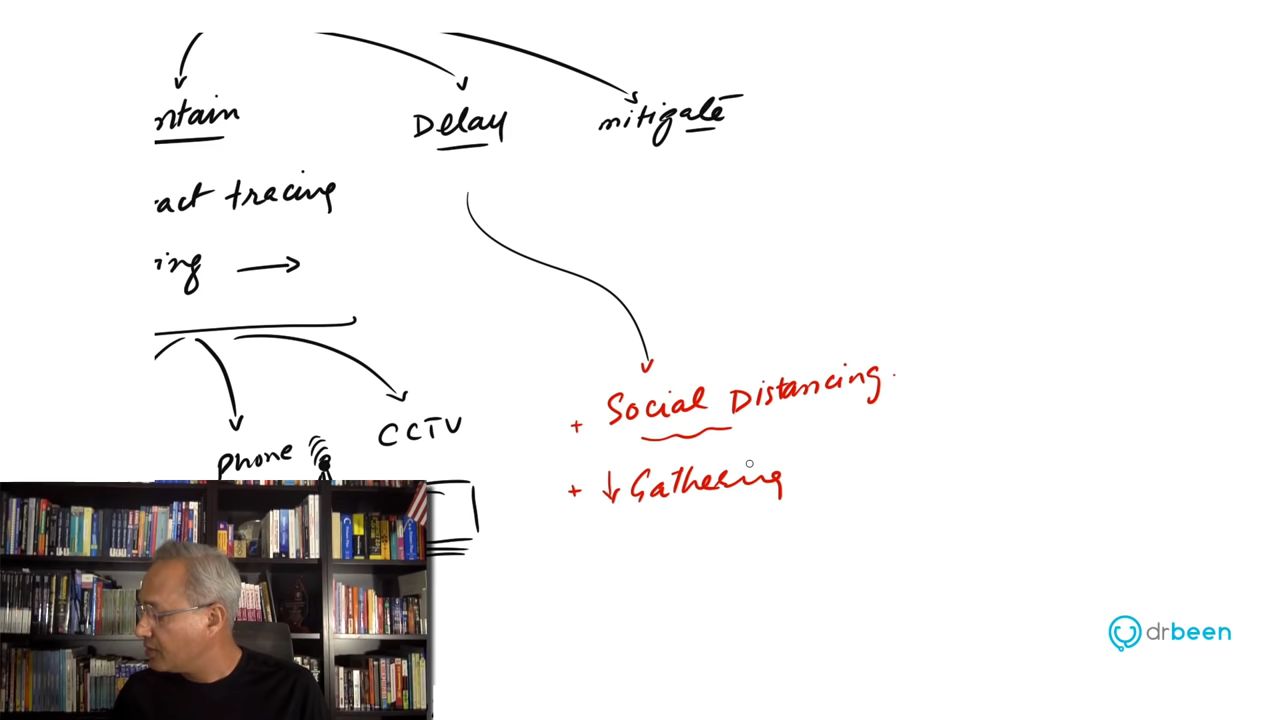 ntain Delay mitigate
act tracing
ing
Phone CCTV
+ Social Distancing.
+ ↓ Gathering
drbeen